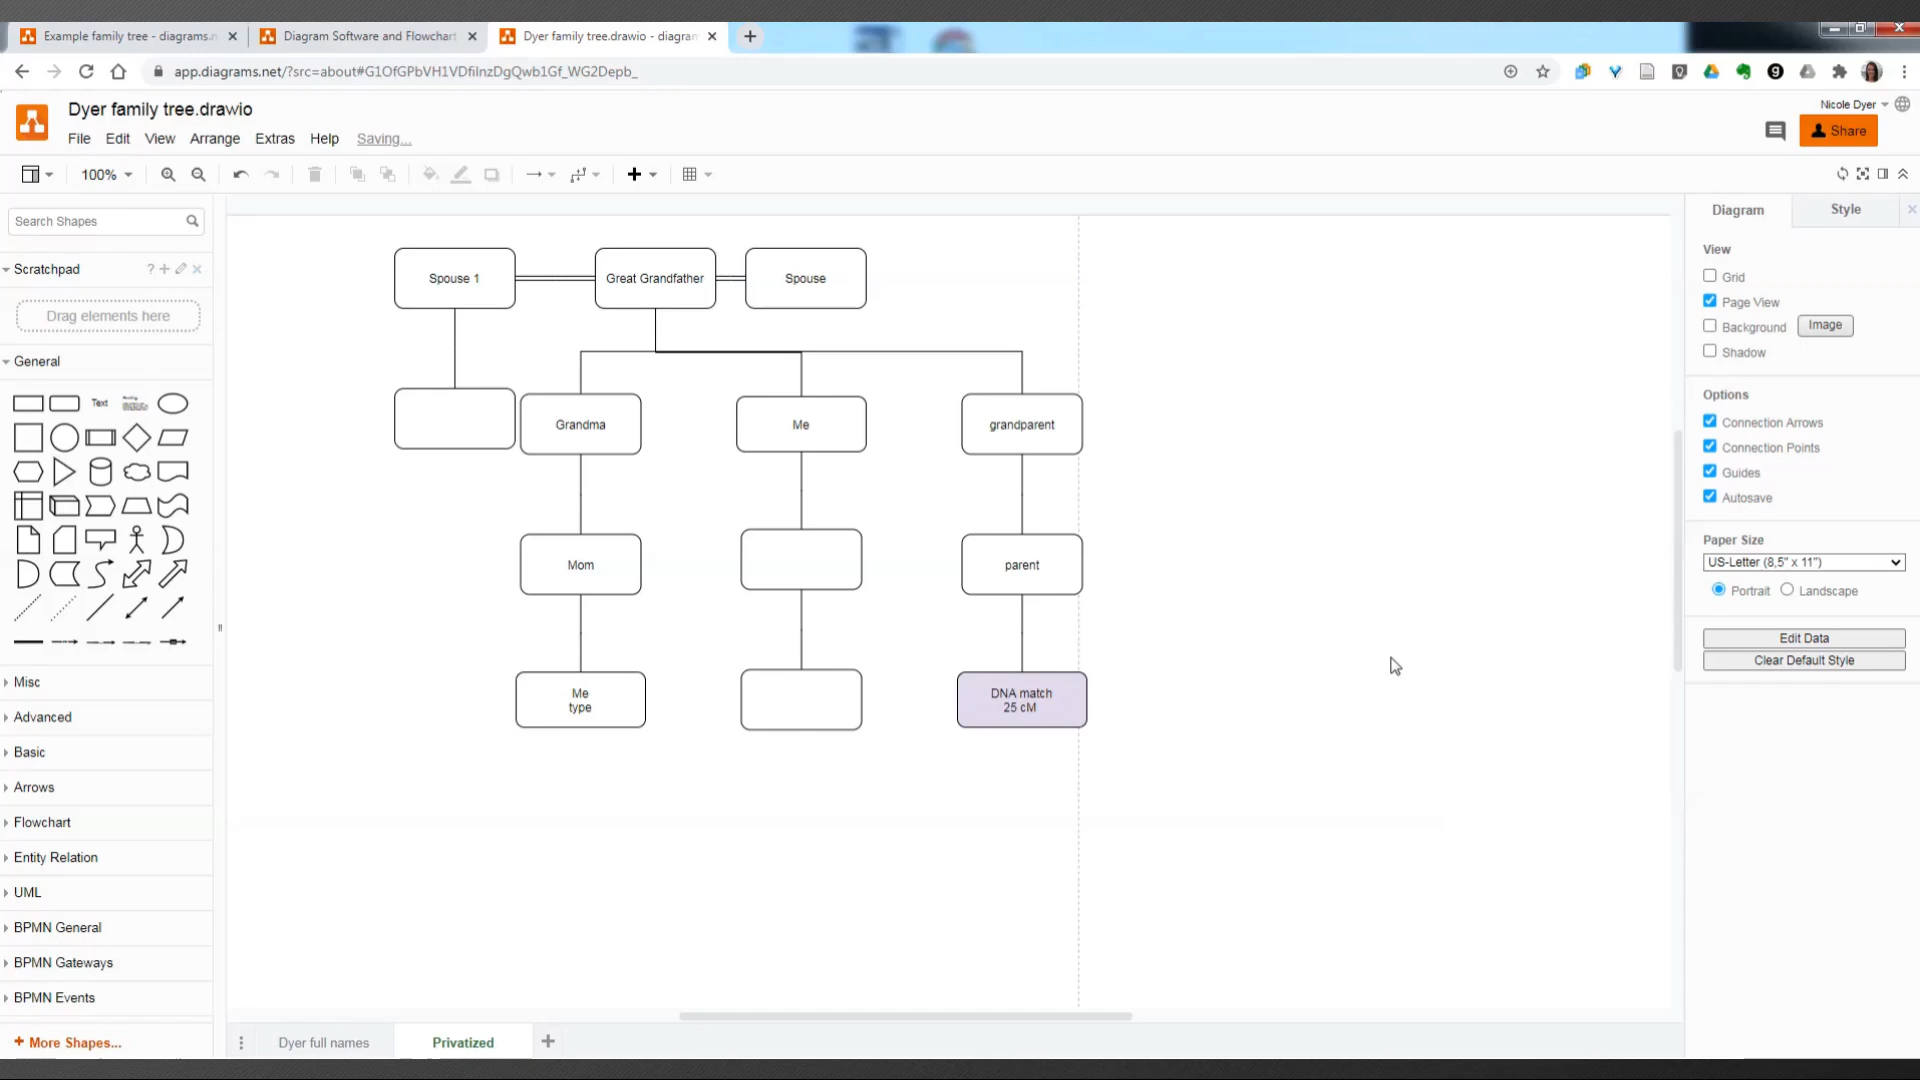 Example family tree - diagrams.n
Diagram Software and Flowchart
Dyer family tree.drawio - diagran
app.diagrams.net/?src=about#G1OfGPbVH1VDfiInzDgQwb1Gf_WG2Depb_
Dyer family tree.drawio
Nicole Dyer
File Edit View Arrange Extras Help Saving...
Share
100%
Search Shapes
Diagram Style
Scratchpad ?
View
Grid
Drag elements here
Page View
Background Image
Shadow
General
Text
Options
Connection Arrows
Connection Points
Guides
Autosave
Paper Size
US-Letter (8,5" x 11")
Portrait Landscape
Edit Data
Clear Default Style
Spouse 1 Great Grandfather Spouse
Grandma Me grandparent
Mom parent
Me
type
DNA match
25 cM
Misc
Advanced
Basic
Arrows
Flowchart
Entity Relation
UML
BPMN General
BPMN Gateways
BPMN Events
More Shapes...
Dyer full names Privatized